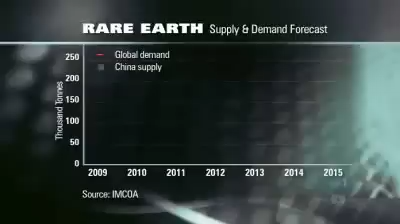 RARE EARTH Supply & Demand Forecast
Global demand
China supply
Thousand Tonnes
250
200
150
100
50
0
2009 2010 2011 2012 2013 2014 2015
Source: IMCOA